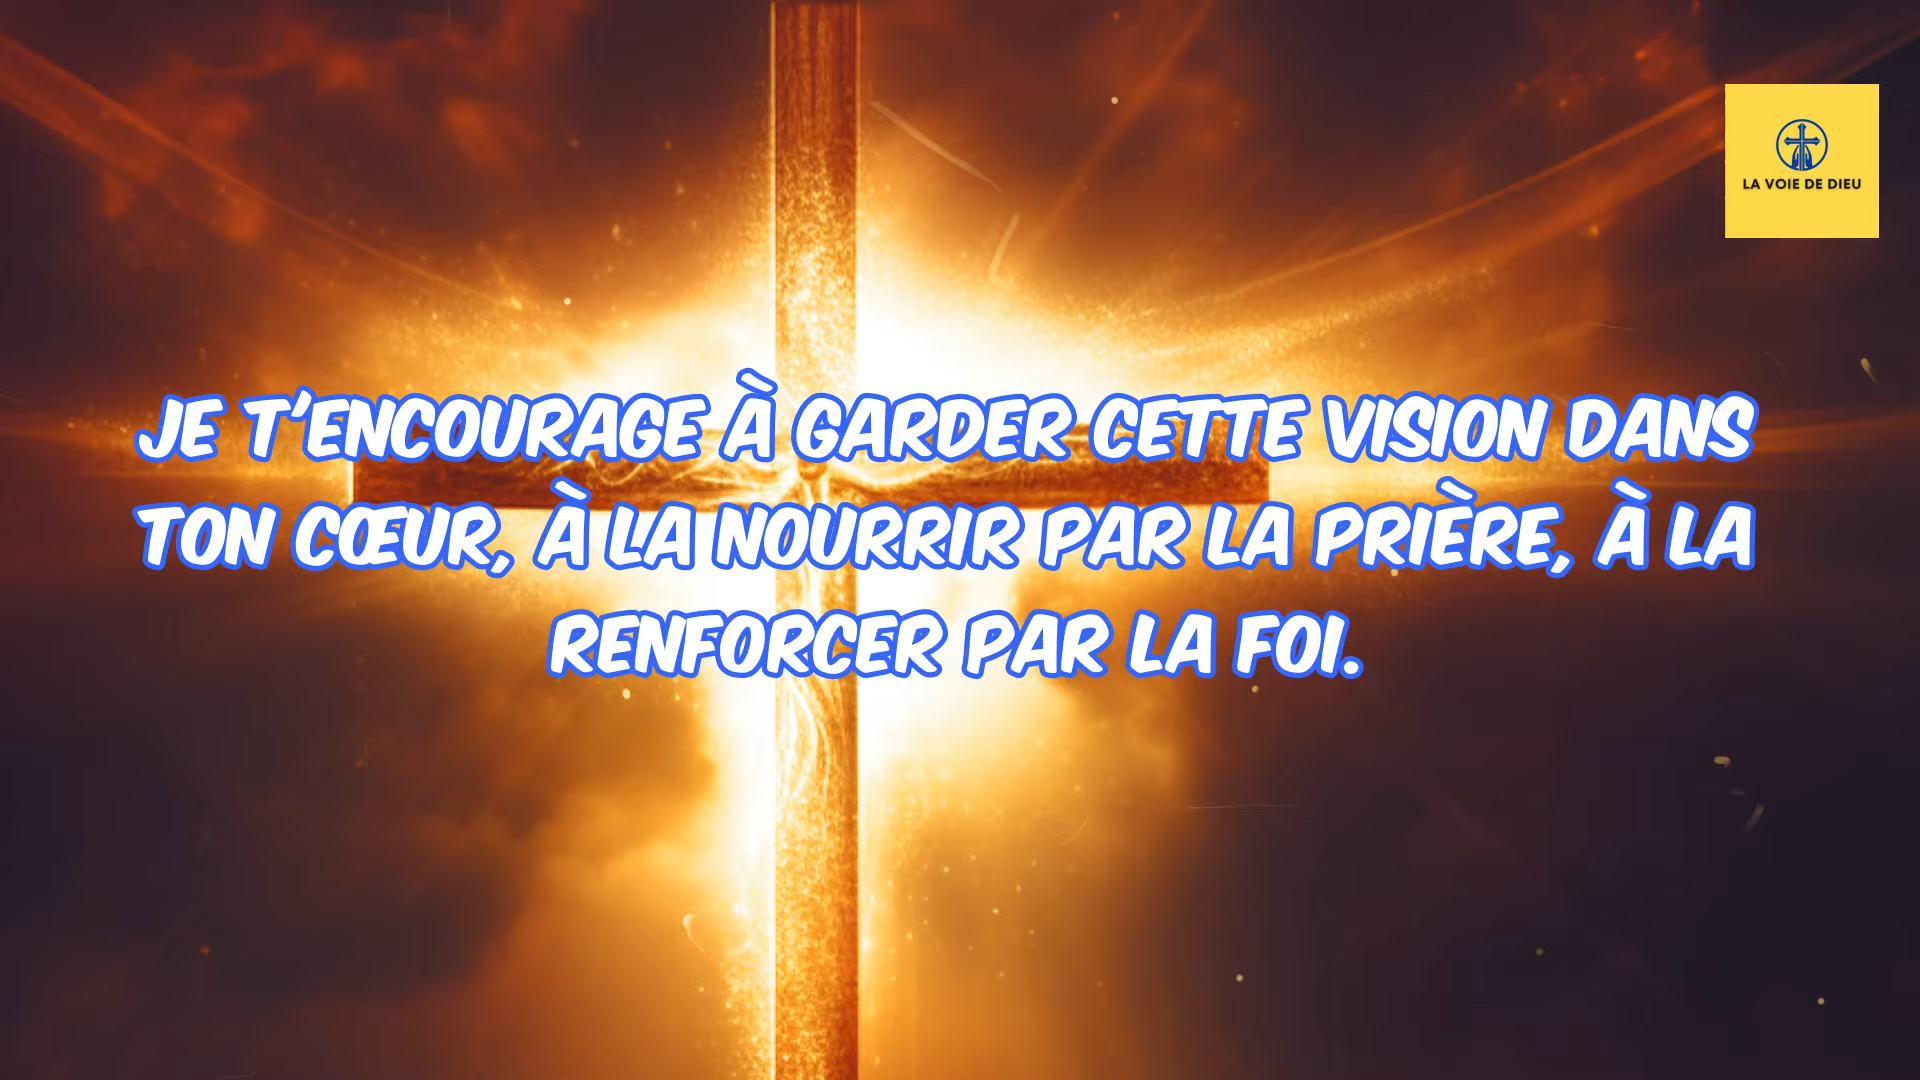 LA VOIE DE DIEU
JE T'ENCOURAGE À GARDER CETTE VISION DANS
TON CŒUR, À LA NOURRIR PAR LA PRIÈRE, À LA
RENFORCER PAR LA FOI.